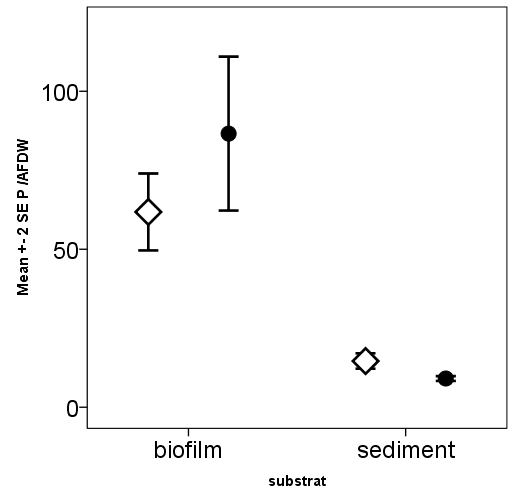 Mean +- 2 SE P /AFDW
100
50
0
biofilm sediment
substrat